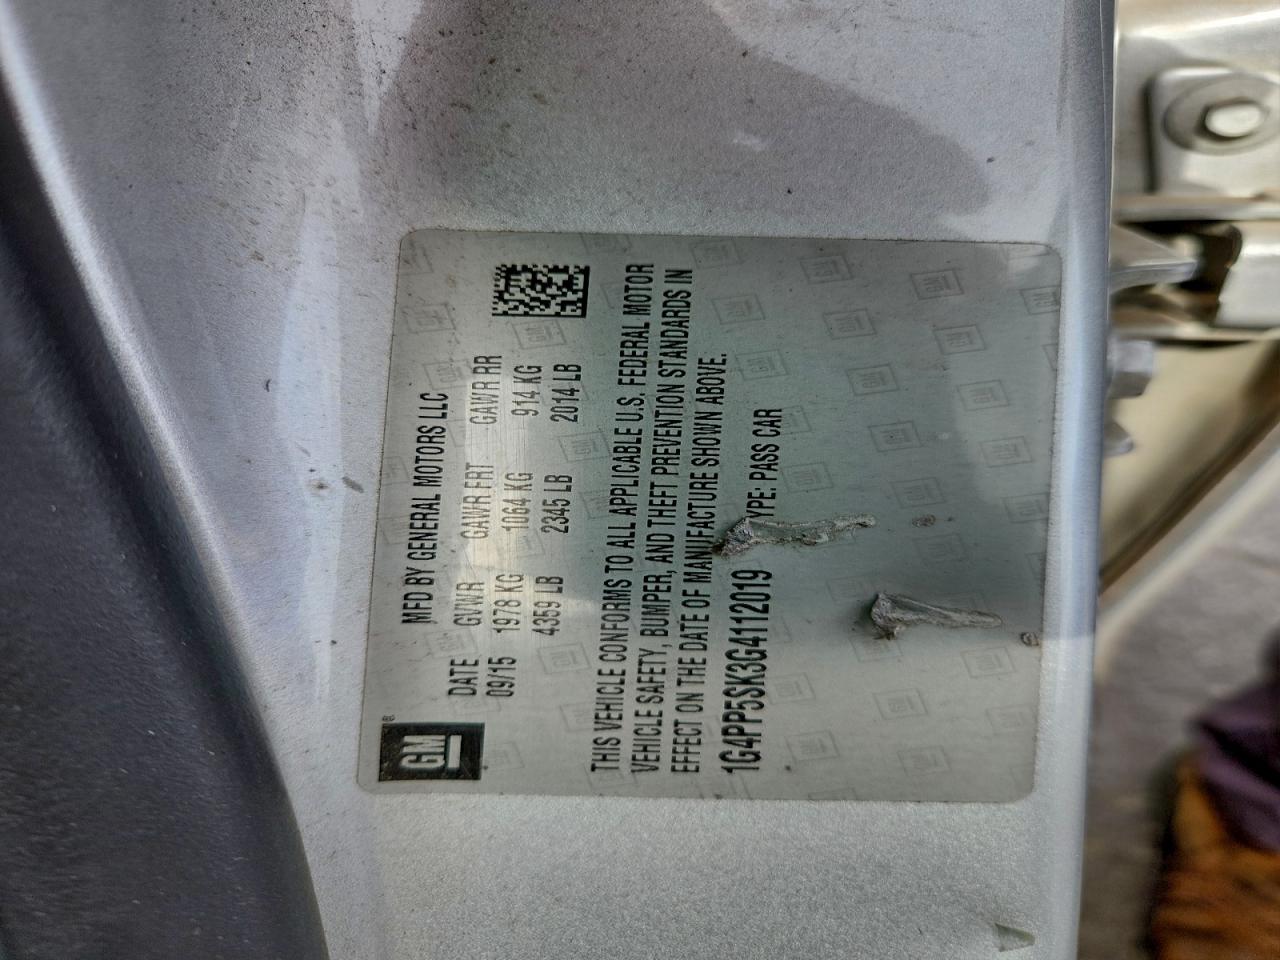 GM®
MFD BY GENERAL MOTORS LLC
DATE GVWR GAWR FRT GAWR RR
09/15 1978 KG 1064 KG 914 KG
4359 LB 2345 LB 2014 LB
THIS VEHICLE CONFORMS TO ALL APPLICABLE U.S. FEDERAL MOTOR
VEHICLE SAFETY, BUMPER, AND THEFT PREVENTION STANDARDS IN
EFFECT ON THE DATE OF MANUFACTURE SHOWN ABOVE.
1G4PP5SK3G4112019 YPE: PASS CAR